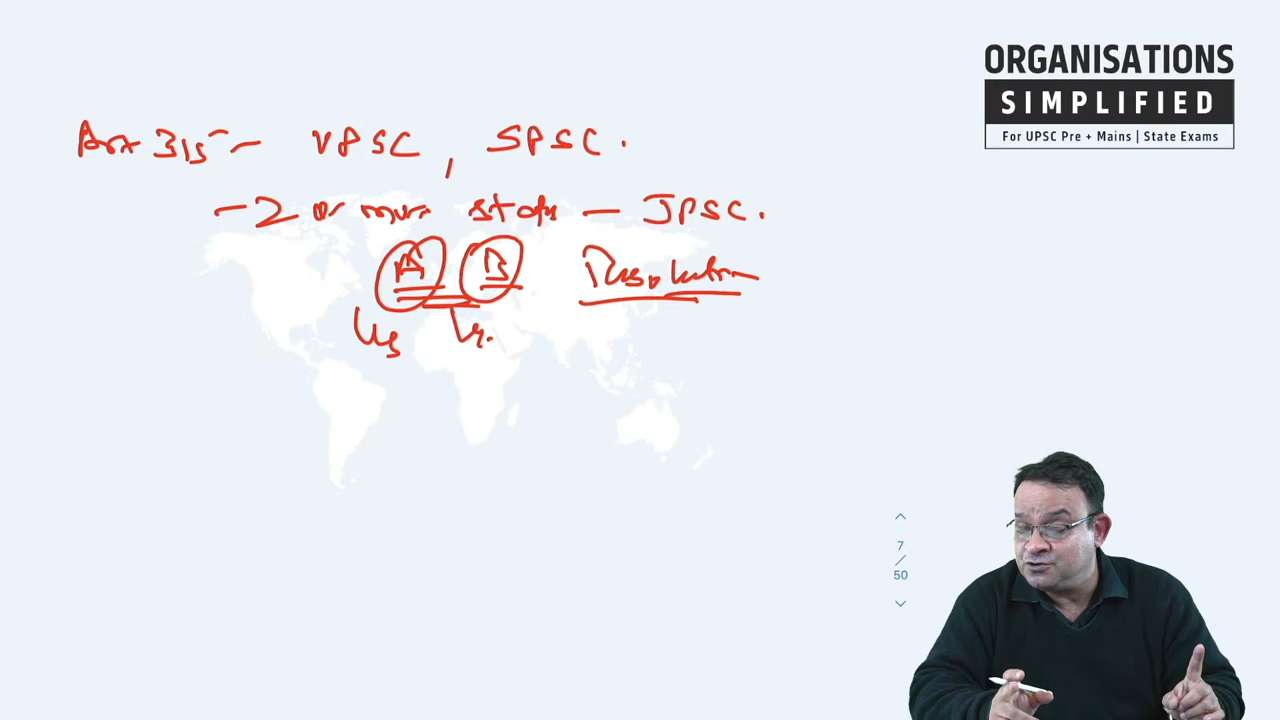 ORGANISATIONS
SIMPLIFIED
For UPSC Pre + Mains | State Exams
Art 315 - UPSC, SPSC.
- 2 or more state - JPSC.
A B Resolution
7
/
50